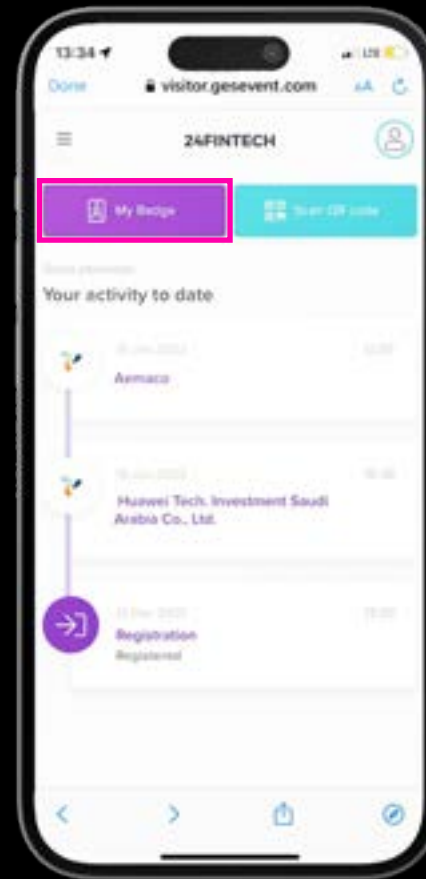 13:34
LTE
Done
visitor.gesevent.com
AA
24FINTECH
My Badge
Scan QR code
Your activity to date
Aemaco
Huawei Tech. Investment Saudi
Arabia Co., Ltd.
Registration
Registered